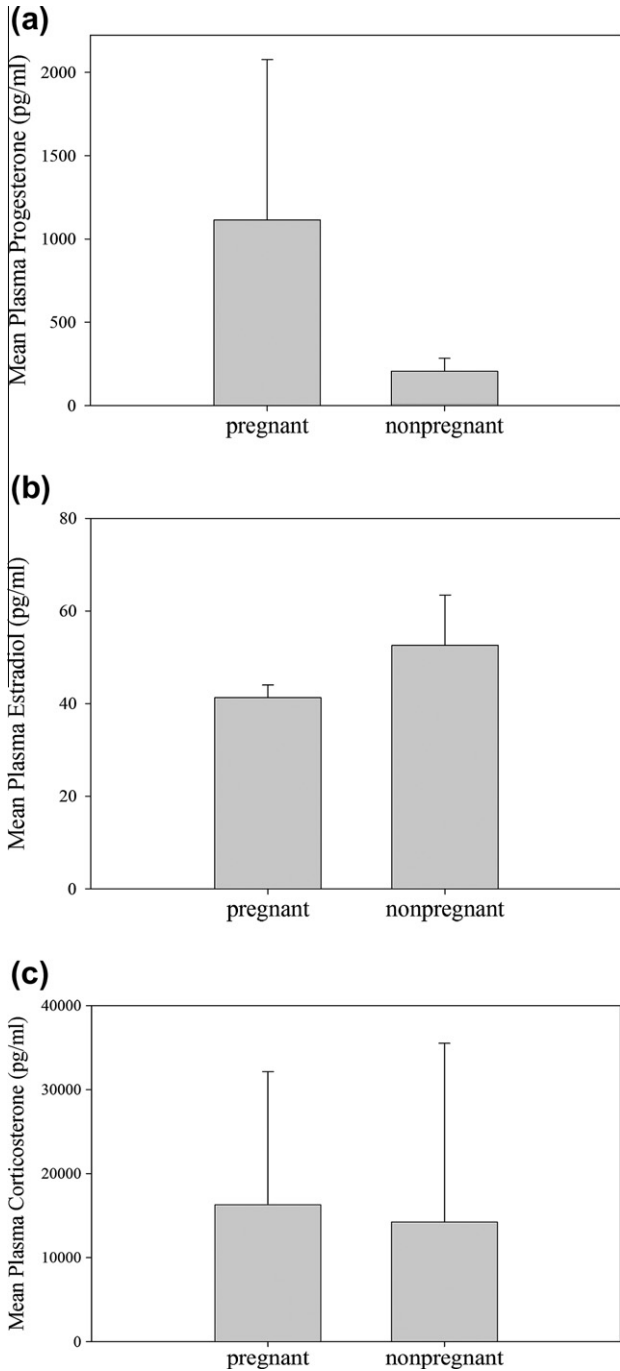 (a)
Mean Plasma Progesterone (pg/ml)
2000
1500
1000
500
0
pregnant nonpregnant
(b)
Mean Plasma Estradiol (pg/ml)
80
60
40
20
0
pregnant nonpregnant
(c)
Mean Plasma Corticosterone (pg/ml)
40000
30000
20000
10000
0
pregnant nonpregnant